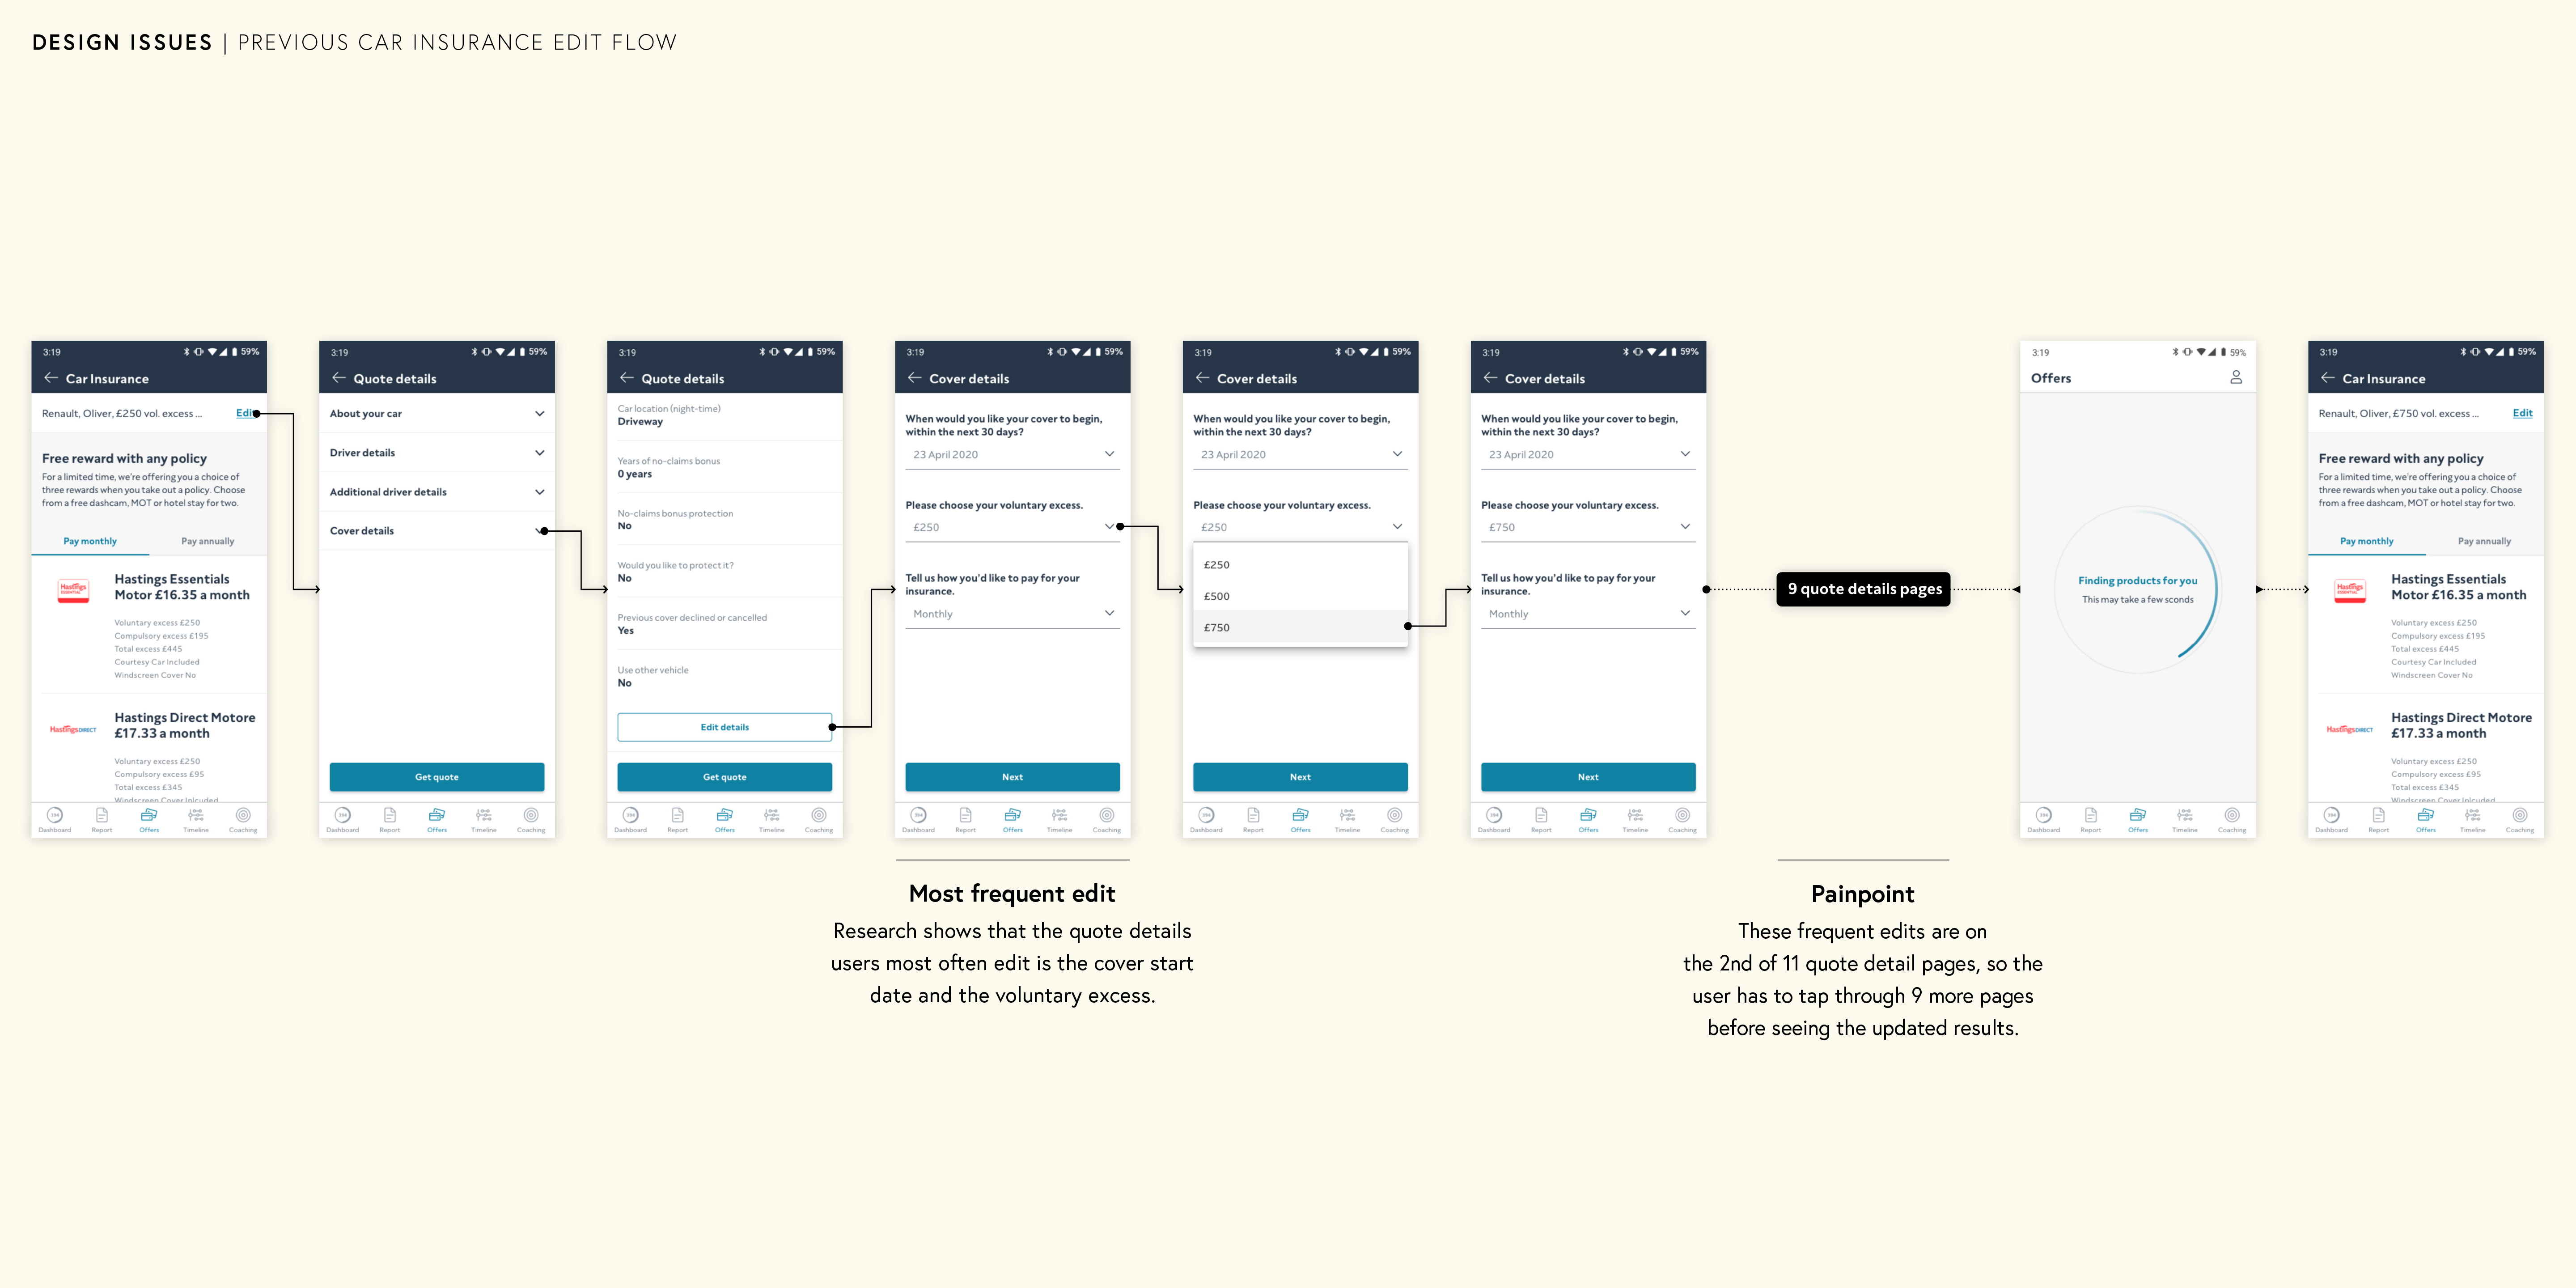 DESIGN ISSUES | PREVIOUS CAR INSURANCE EDIT FLOW
3:19
59%
Car Insurance
Renault, Oliver, £250 vol. excess ...
Edit
Free reward with any policy
For a limited time, we're offering you a choice of
three rewards when you take out a policy. Choose
from a free dashcam, MOT or hotel stay for two.
Pay monthly
Pay annually
Hastings
ESSENTIAL
Hastings Essentials
Motor £16.35 a month
Voluntary excess £250
Compulsory excess £195
Total excess £445
Courtesy Car Included
Windscreen Cover No
HastingsDIRECT
Hastings Direct Motore
£17.33 a month
Voluntary excess £250
Compulsory excess £95
Total excess £345
Windscreen Cover Inlcuded
Dashboard
Report
Offers
Timeline
Coaching
3:19
59%
Quote details
About your car
Driver details
Additional driver details
Cover details
Get quote
Dashboard
Report
Offers
Timeline
Coaching
3:19
59%
Quote details
Car location (night-time)
Driveway
Years of no-claims bonus
0 years
No-claims bonus protection
No
Would you like to protect it?
No
Previous cover declined or cancelled
Yes
Use other vehicle
No
Edit details
Get quote
Dashboard
Report
Offers
Timeline
Coaching
3:19
59%
Cover details
When would you like your cover to begin,
within the next 30 days?
23 April 2020
Please choose your voluntary excess.
£250
Tell us how you'd like to pay for your
insurance.
Monthly
Next
Dashboard
Report
Offers
Timeline
Coaching
3:19
59%
Cover details
When would you like your cover to begin,
within the next 30 days?
23 April 2020
Please choose your voluntary excess.
£250
£250
£500
£750
Next
Dashboard
Report
Offers
Timeline
Coaching
3:19
59%
Cover details
When would you like your cover to begin,
within the next 30 days?
23 April 2020
Please choose your voluntary excess.
£750
Tell us how you'd like to pay for your
insurance.
Monthly
Next
Dashboard
Report
Offers
Timeline
Coaching
9 quote details pages
3:19
59%
Offers
Finding products for you
This may take a few sconds
Dashboard
Report
Offers
Timeline
Coaching
3:19
59%
Car Insurance
Renault, Oliver, £750 vol. excess ...
Edit
Free reward with any policy
For a limited time, we're offering you a choice of
three rewards when you take out a policy. Choose
from a free dashcam, MOT or hotel stay for two.
Pay monthly
Pay annually
Hastings
ESSENTIAL
Hastings Essentials
Motor £16.35 a month
Voluntary excess £250
Compulsory excess £195
Total excess £445
Courtesy Car Included
Windscreen Cover No
HastingsDIRECT
Hastings Direct Motore
£17.33 a month
Voluntary excess £250
Compulsory excess £95
Total excess £345
Windscreen Cover Inlcuded
Dashboard
Report
Offers
Timeline
Coaching
Most frequent edit
Research shows that the quote details
users most often edit is the cover start
date and the voluntary excess.
Painpoint
These frequent edits are on
the 2nd of 11 quote detail pages, so the
user has to tap through 9 more pages
before seeing the updated results.